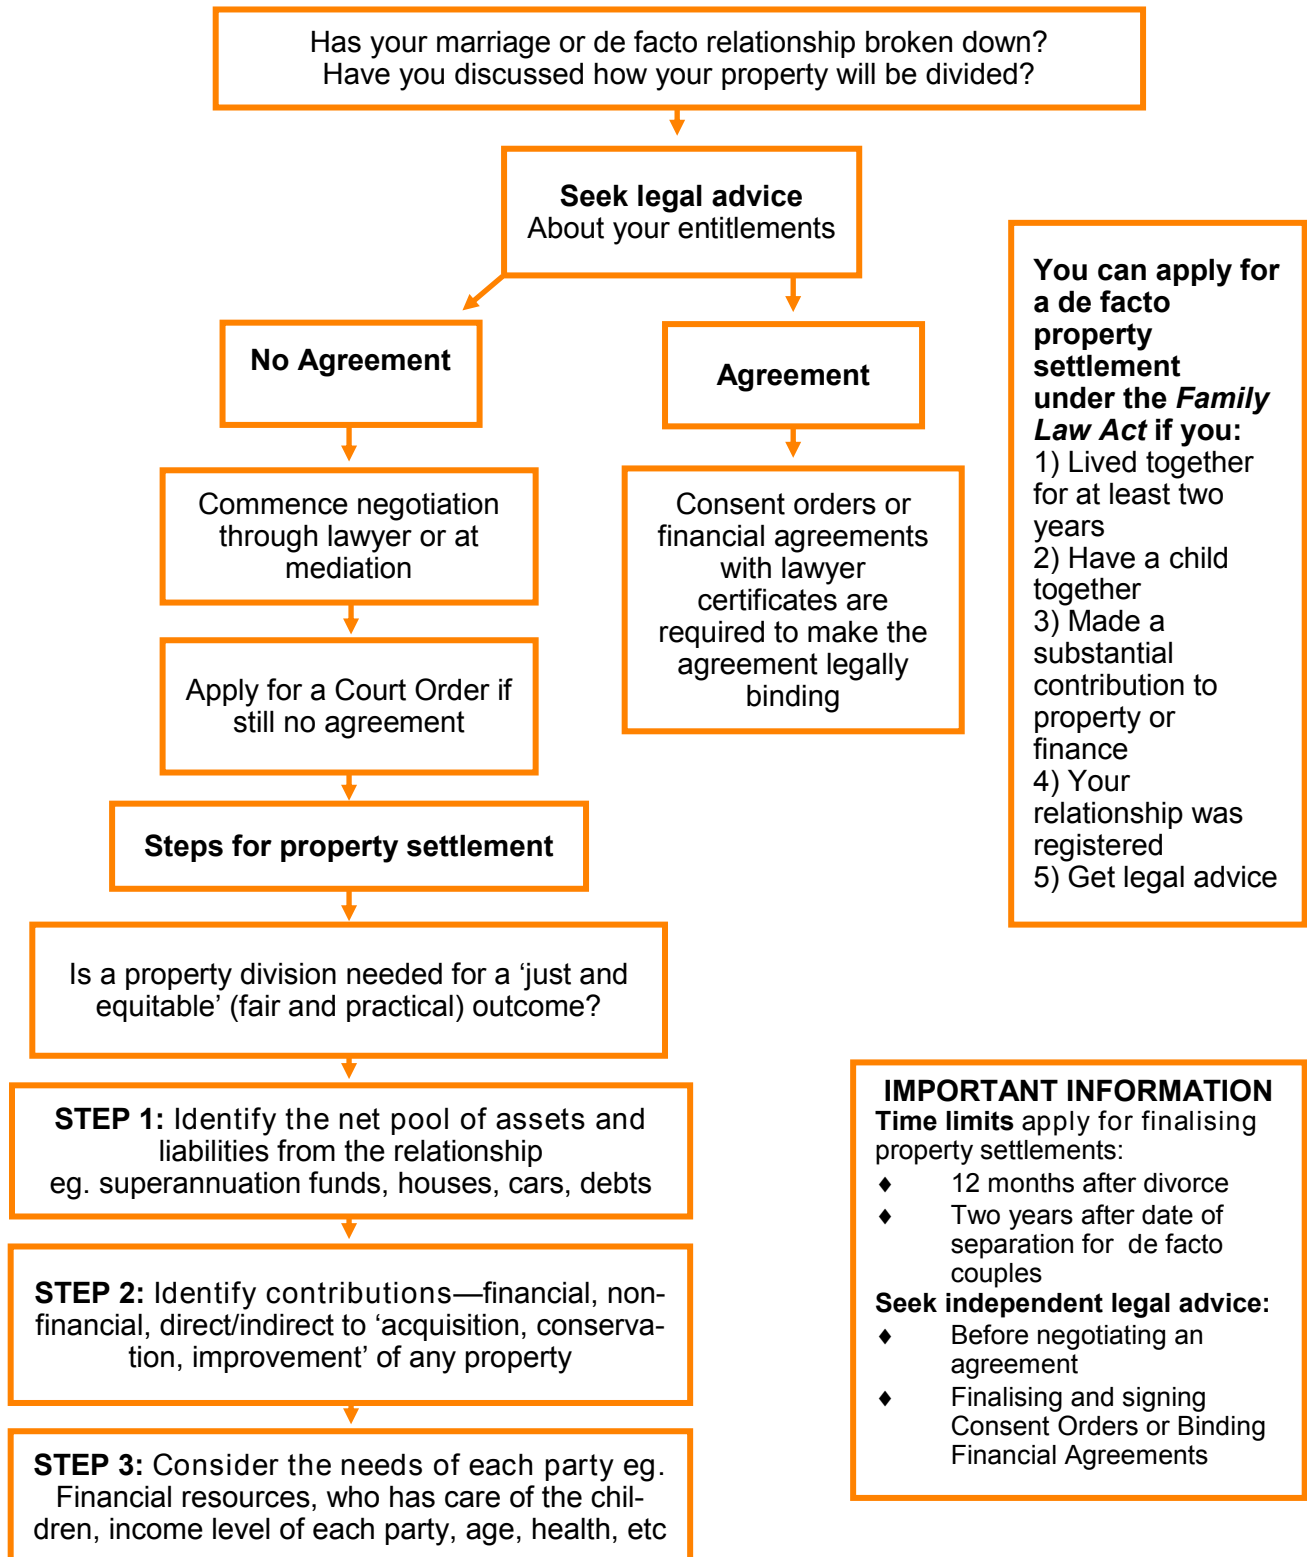 Has your marriage or de facto relationship broken down?
Have you discussed how your property will be divided?
Seek legal advice
About your entitlements
No Agreement
Agreement
Commence negotiation
through lawyer or at
mediation
Consent orders or
financial agreements
with lawyer
certificates are
required to make the
agreement legally
binding
Apply for a Court Order if
still no agreement
Steps for property settlement
Is a property division needed for a ‘just and
equitable’ (fair and practical) outcome?
STEP 1: Identify the net pool of assets and
liabilities from the relationship
eg. superannuation funds, houses, cars, debts
STEP 2: Identify contributions—financial, non-
financial, direct/indirect to ‘acquisition, conserva-
tion, improvement’ of any property
STEP 3: Consider the needs of each party eg.
Financial resources, who has care of the chil-
dren, income level of each party, age, health, etc
You can apply for
a de facto
property
settlement
under the Family
Law Act if you:
1) Lived together
for at least two
years
2) Have a child
together
3) Made a
substantial
contribution to
property or
finance
4) Your
relationship was
registered
5) Get legal advice
IMPORTANT INFORMATION
Time limits apply for finalising
property settlements:
♦ 12 months after divorce
♦ Two years after date of
separation for de facto
couples
Seek independent legal advice:
♦ Before negotiating an
agreement
♦ Finalising and signing
Consent Orders or Binding
Financial Agreements